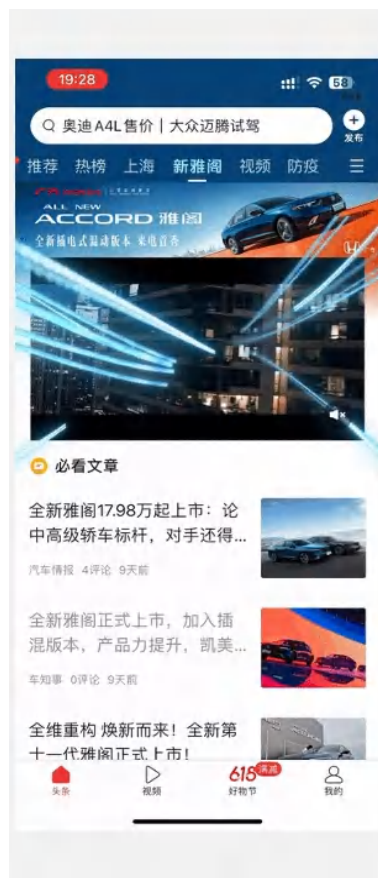 19:28
58
奥迪A4L售价 | 大众迈腾试驾
发布
推荐 热榜 上海 新雅阁 视频 防疫
ALL NEW
ACCORD 雅阁
全新插电式混动版本 来电首秀
必看文章
全新雅阁17.98万起上市：论
中高级轿车标杆，对手还得...
汽车情报 4评论 9天前
全新雅阁正式上市，加入插
混版本，产品力提升，凯美...
车知事 0评论 9天前
全维重构 焕新而来！全新第
十一代雅阁正式上市！
满减
头条 视频 好物节 我的
618